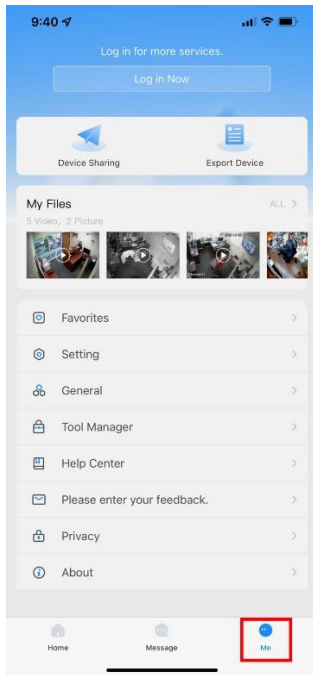 9:40
Log in for more services.
Log in Now
Device Sharing
Export Device
My Files
ALL >
5 Video, 2 Picture
Favorites
Setting
General
Tool Manager
Help Center
Please enter your feedback.
Privacy
About
Home
Message
Me